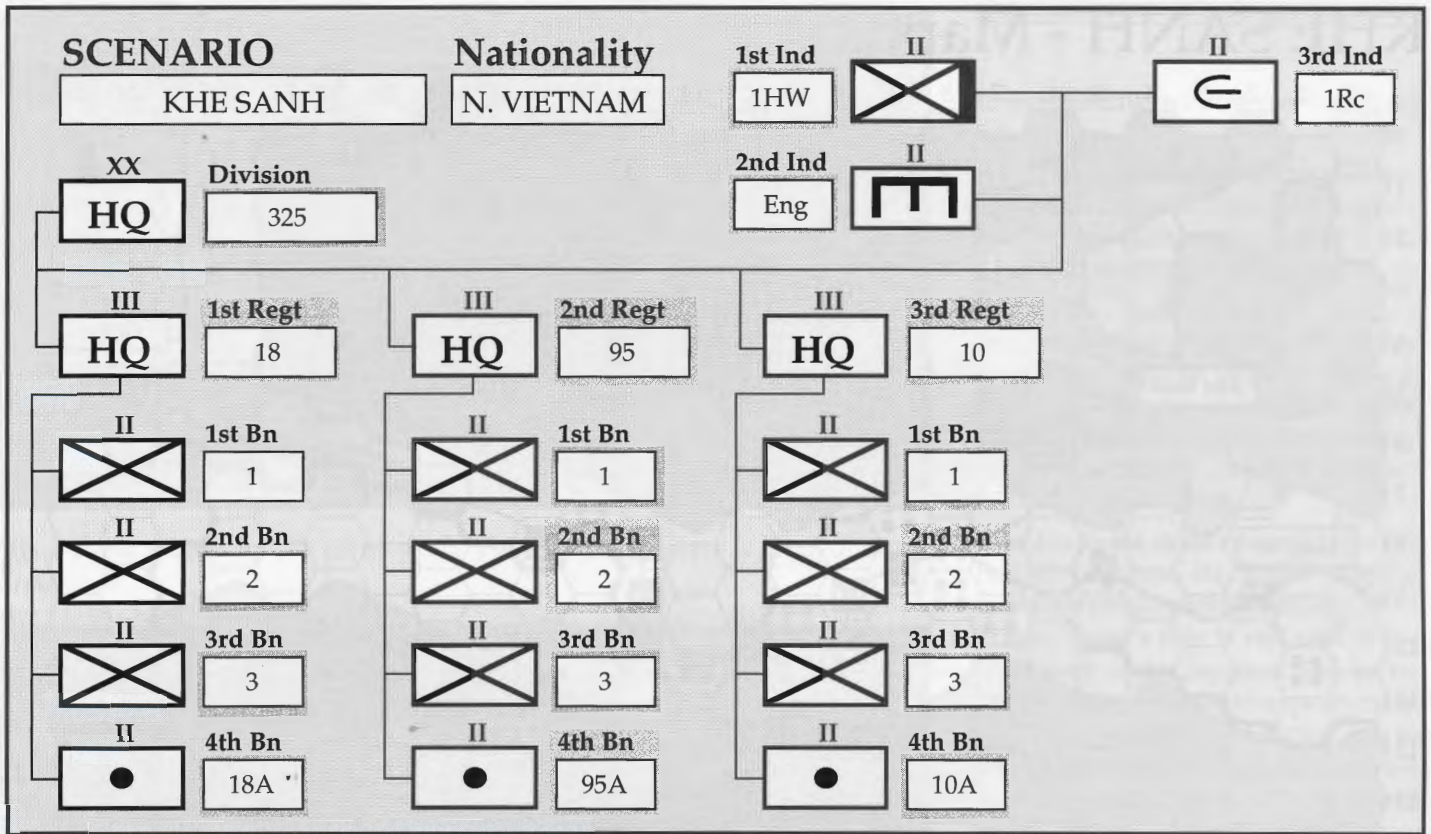 SCENARIO
KHE SANH
Nationality
N. VIETNAM
1st Ind
1HW
II
II
3rd Ind
1Rc
2nd Ind
Eng
II
XX
HQ
Division
325
III
HQ
1st Regt
18
III
HQ
2nd Regt
95
III
HQ
3rd Regt
10
II
1st Bn
1
II
1st Bn
1
II
1st Bn
1
II
2nd Bn
2
II
2nd Bn
2
II
2nd Bn
2
II
3rd Bn
3
II
3rd Bn
3
II
3rd Bn
3
II
4th Bn
18A
II
4th Bn
95A
II
4th Bn
10A